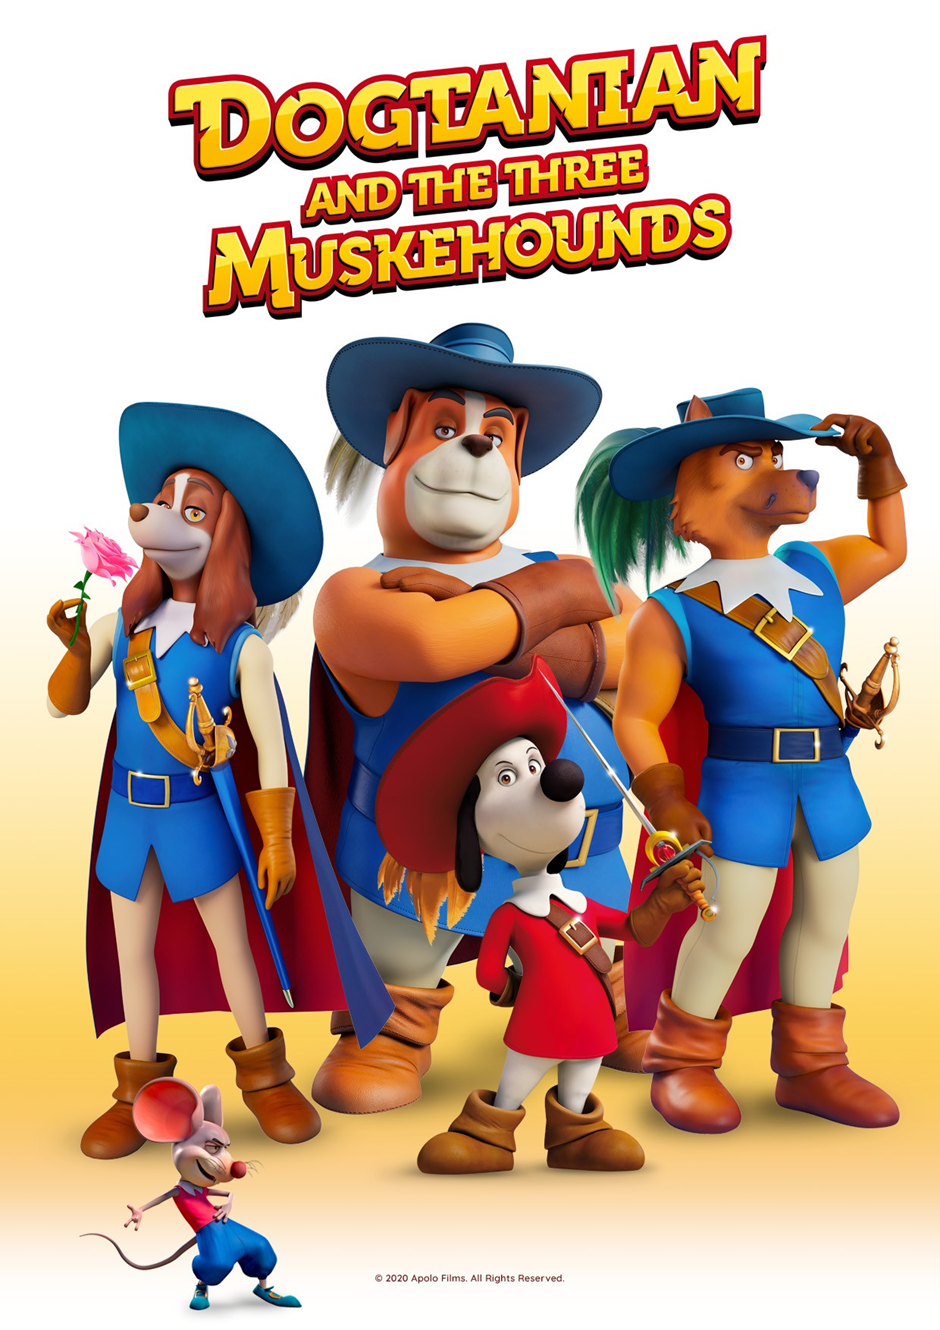 DOGTANIAN
AND THE THREE
MUSKEHOUNDS
© 2020 Apolo Films. All Rights Reserved.